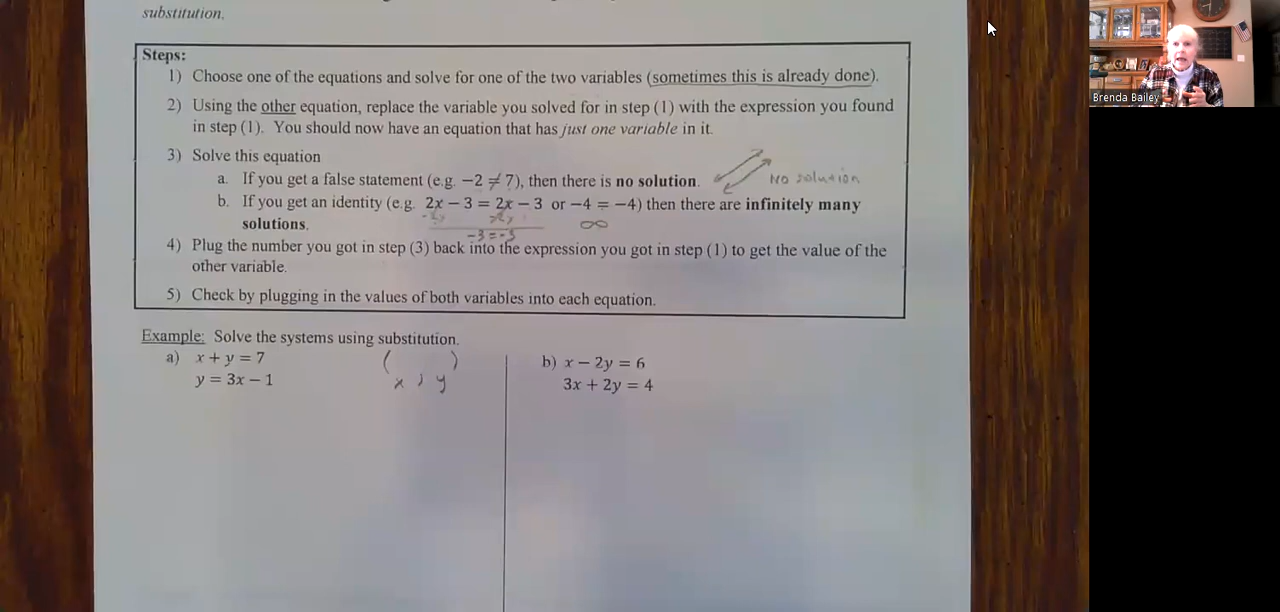 substitution.
Steps:
1) Choose one of the equations and solve for one of the two variables (sometimes this is already done).
2) Using the other equation, replace the variable you solved for in step (1) with the expression you found
in step (1). You should now have an equation that has just one variable in it.
3) Solve this equation
a. If you get a false statement (e.g. −2 ≠ 7), then there is no solution. No solution
b. If you get an identity (e.g. 2x − 3 = 2x − 3 or −4 = −4) then there are infinitely many
solutions. -2x -2x ∞
-3=-3
4) Plug the number you got in step (3) back into the expression you got in step (1) to get the value of the
other variable.
5) Check by plugging in the values of both variables into each equation.
Example: Solve the systems using substitution.
a) x + y = 7 ( )
y = 3x − 1 x , y
b) x − 2y = 6
3x + 2y = 4
Brenda Bailey